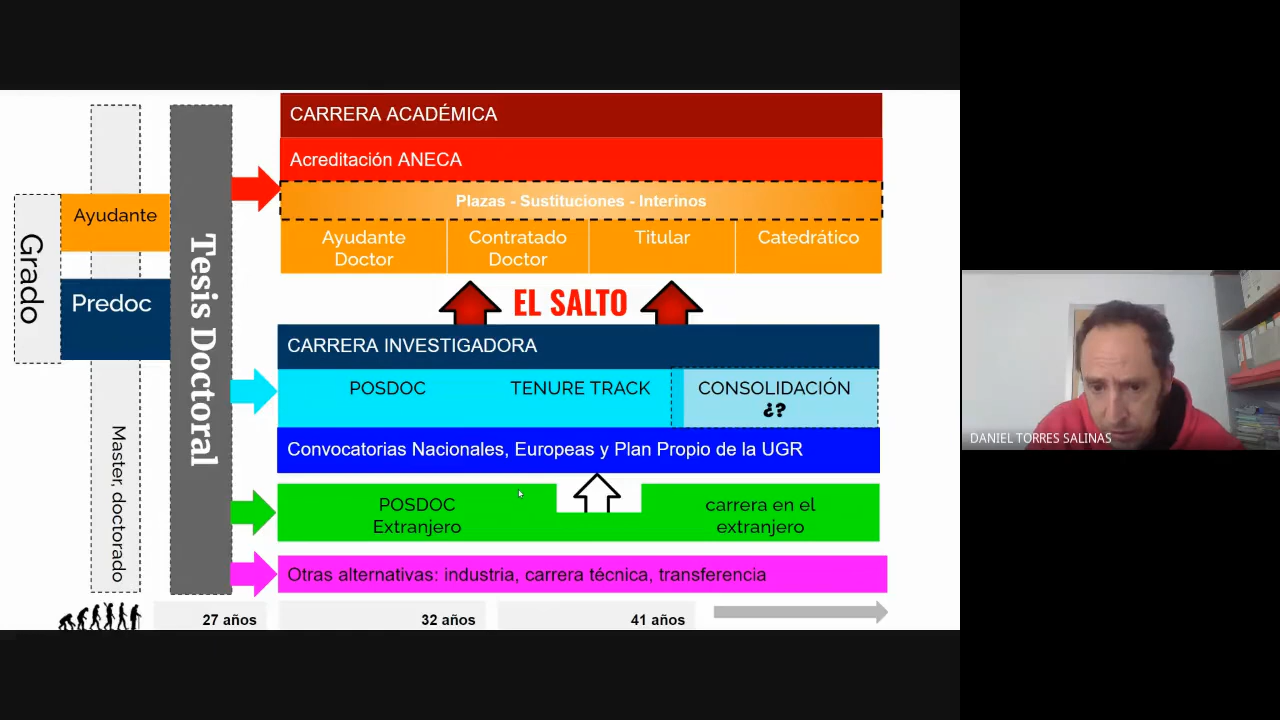 CARRERA ACADÉMICA
Acreditación ANECA
Plazas - Sustituciones - Interinos
Ayudante
Doctor
Contratado
Doctor
Titular
Catedrático
Grado
Ayudante
Predoc
Master, doctorado
Tesis Doctoral
EL SALTO
CARRERA INVESTIGADORA
POSDOC
TENURE TRACK
CONSOLIDACIÓN
¿?
Convocatorias Nacionales, Europeas y Plan Propio de la UGR
POSDOC
Extranjero
carrera en el
extranjero
Otras alternativas: industria, carrera técnica, transferencia
27 años
32 años
41 años
DANIEL TORRES SALINAS